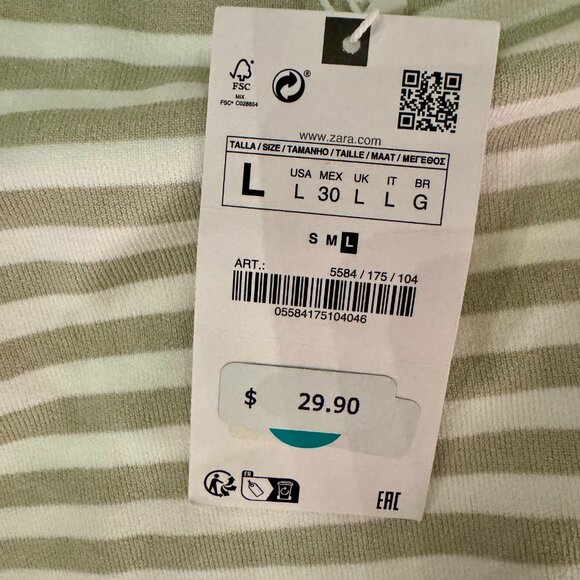 FSC
MIX
FSC® C028654
®
www.zara.com
TALLA / SIZE / TAMANHO / TAILLE / MAAT / ΜΕΓΕΘΟΣ
L
USA MEX UK IT BR
L 30 L L G
S M L
ART.: 5584 / 175 / 104
05584175104046
$ 29.90
FR
EAC